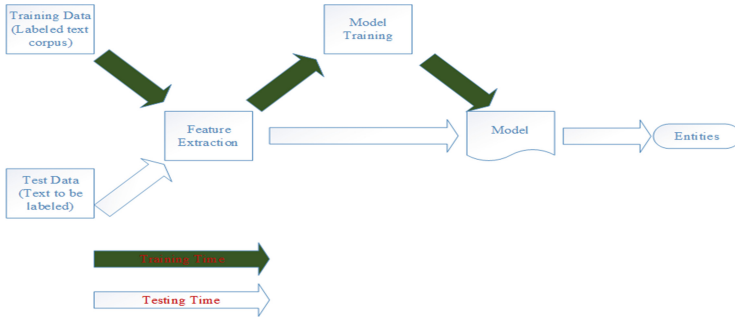 Training Data
(Labeled text
corpus)
Model
Training
Feature
Extraction
Model
Entities
Test Data
(Text to be
labeled)
Training Time
Testing Time